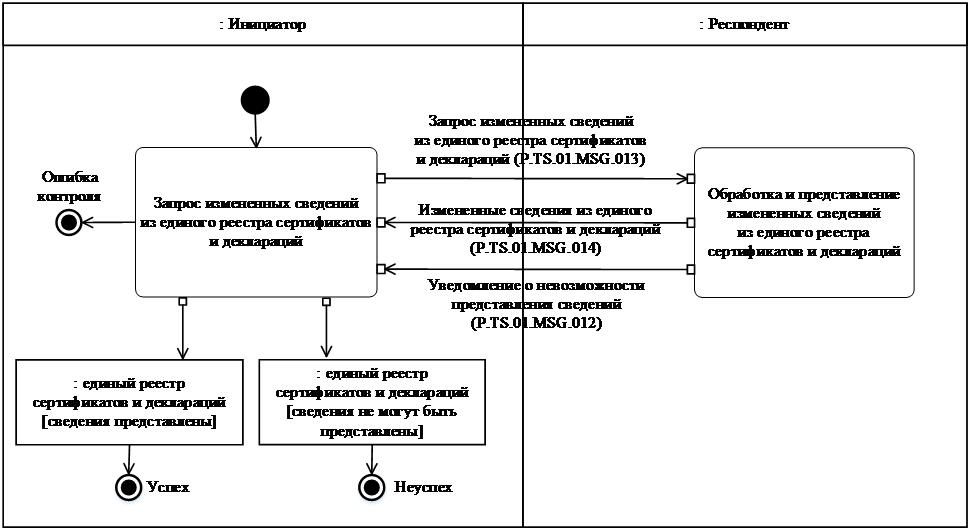 : Инициатор
: Респондент
Запрос измененных сведений
из единого реестра сертификатов
и деклараций (P.TS.01.MSG.013)
Ошибка
контроля
Запрос измененных сведений
из единого реестра сертификатов
и деклараций
Измененные сведения из единого
реестра сертификатов и деклараций
(P.TS.01.MSG.014)
Обработка и представление
измененных сведений
из единого реестра
сертификатов и деклараций
Уведомление о невозможности
представления сведений
(P.TS.01.MSG.012)
: единый реестр
сертификатов и деклараций
[сведения представлены]
: единый реестр
сертификатов и деклараций
[сведения не могут быть
представлены]
Успех
Неуспех